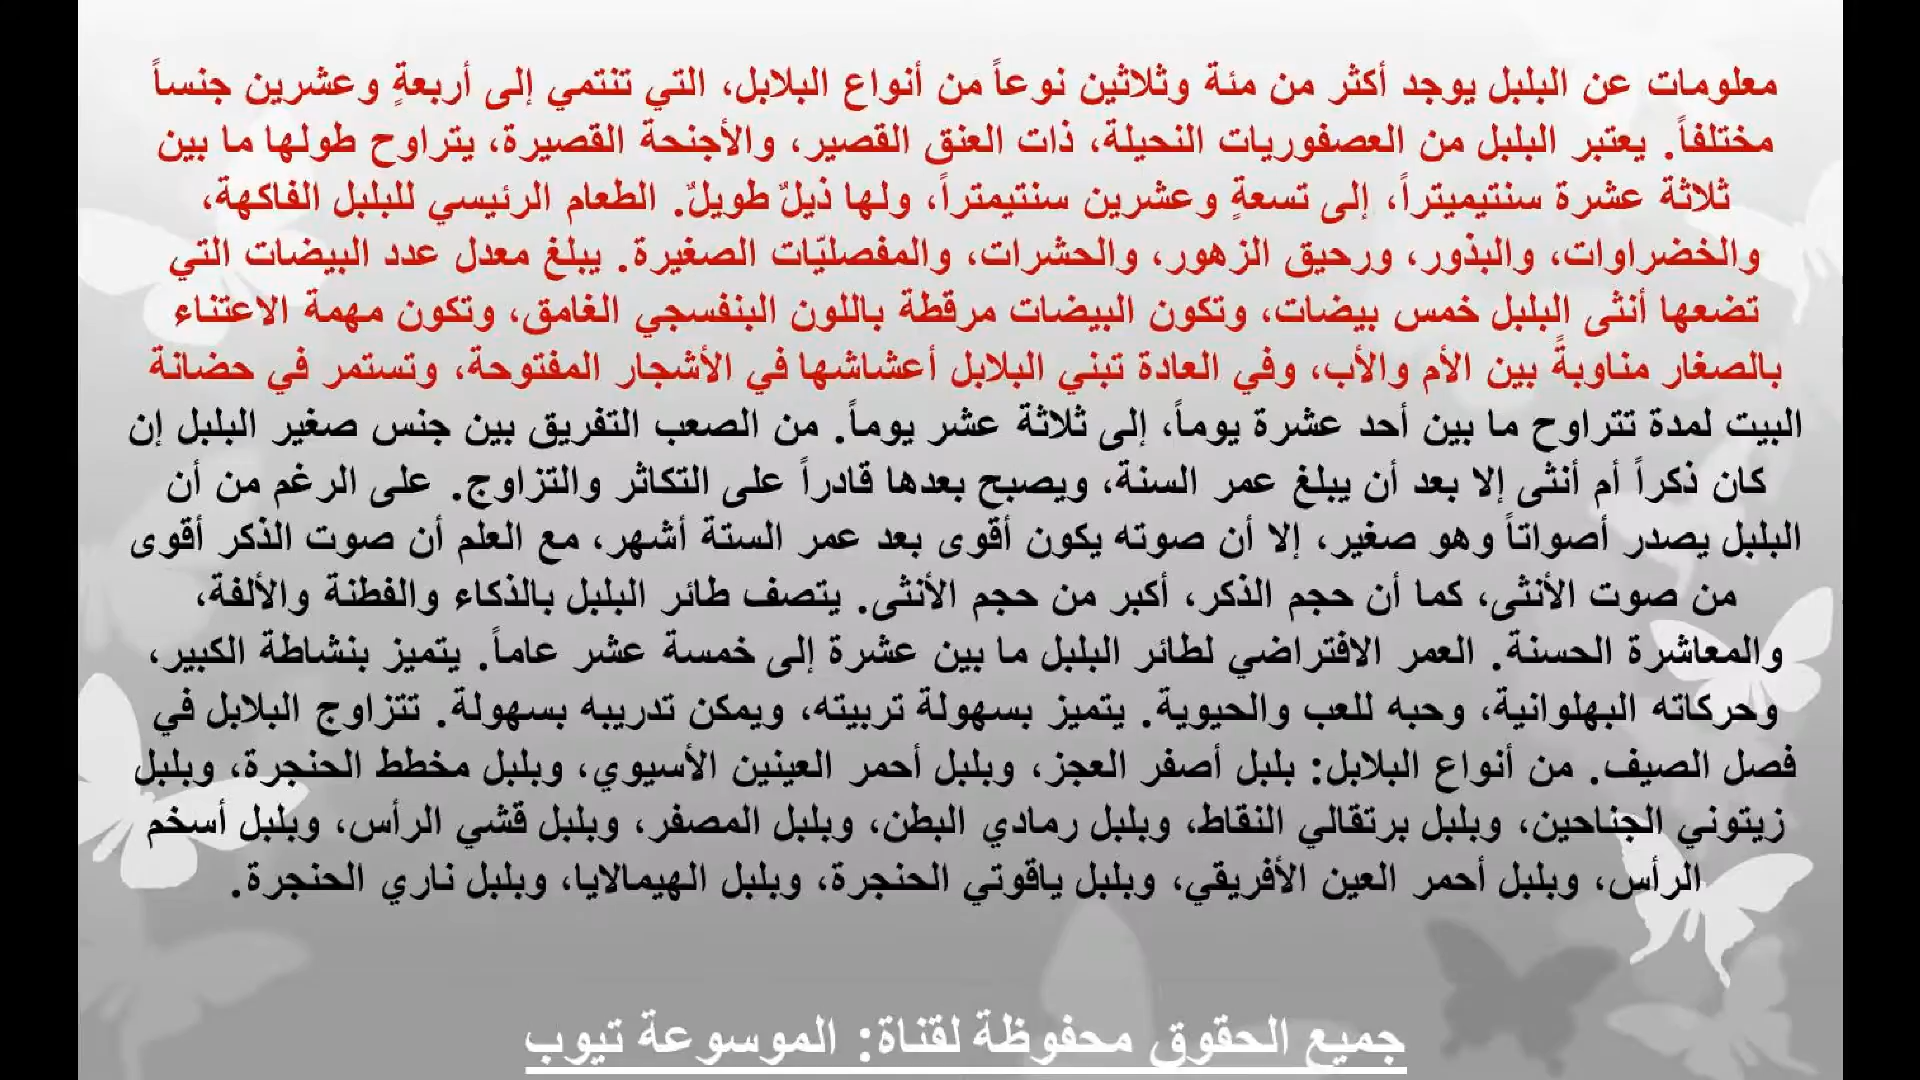 معلومات عن البلبل يوجد أكثر من مئة وثلاثين نوعاً من أنواع البلابل، التي تنتمي إلى أربعةٍ وعشرين جنساً
مختلفاً. يعتبر البلبل من العصفوريات النحيلة، ذات العنق القصير، والأجنحة القصيرة، يتراوح طولها ما بين
ثلاثة عشرة سنتيميتراً، إلى تسعةٍ وعشرين سنتيمتراً، ولها ذيلٌ طويلٌ. الطعام الرئيسي للبلبل الفاكهة،
والخضراوات، والبذور، ورحيق الزهور، والحشرات، والمفصليّات الصغيرة. يبلغ معدل عدد البيضات التي
تضعها أنثى البلبل خمس بيضات، وتكون البيضات مرقطة باللون البنفسجي الغامق، وتكون مهمة الاعتناء
بالصغار مناوبةً بين الأم والأب، وفي العادة تبني البلابل أعشاشها في الأشجار المفتوحة، وتستمر في حضانة
البيت لمدة تتراوح ما بين أحد عشرة يوماً، إلى ثلاثة عشر يوماً. من الصعب التفريق بين جنس صغير البلبل إن
كان ذكراً أم أنثى إلا بعد أن يبلغ عمر السنة، ويصبح بعدها قادراً على التكاثر والتزاوج. على الرغم من أن
البلبل يصدر أصواتاً وهو صغير، إلا أن صوته يكون أقوى بعد عمر الستة أشهر، مع العلم أن صوت الذكر أقوى
من صوت الأنثى، كما أن حجم الذكر، أكبر من حجم الأنثى. يتصف طائر البلبل بالذكاء والفطنة والألفة،
والمعاشرة الحسنة. العمر الافتراضي لطائر البلبل ما بين عشرة إلى خمسة عشر عاماً. يتميز بنشاطة الكبير،
وحركاته البهلوانية، وحبه للعب والحيوية. يتميز بسهولة تربيته، ويمكن تدريبه بسهولة. تتزاوج البلابل في
فصل الصيف. من أنواع البلابل: بلبل أصفر العجز، وبلبل أحمر العينين الأسيوي، وبلبل مخطط الحنجرة، وبلبل
زيتوني الجناحين، وبلبل برتقالي النقاط، وبلبل رمادي البطن، وبلبل المصفر، وبلبل قشي الرأس، وبلبل أسخم
الرأس، وبلبل أحمر العين الأفريقي، وبلبل ياقوتي الحنجرة، وبلبل الهيمالايا، وبلبل ناري الحنجرة.
جميع الحقوق محفوظة لقناة: الموسوعة تيوب